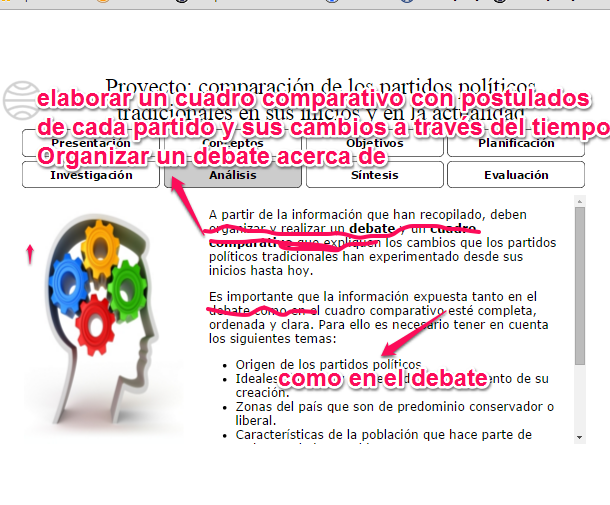 Proyecto: comparación de los partidos políticos
elaborar un cuadro comparativo con postulados
tradicionales en sus inicios y en la actualidad
de cada partido y sus cambios a través del tiempo
Presentación Conceptos Objetivos Planificación
Organizar un debate acerca de
Investigación Análisis Síntesis Evaluación
A partir de la información que han recopilado, deben
organizar y realizar un debate y un cuadro
comparativo que expliquen los cambios que los partidos
políticos tradicionales han experimentado desde sus
inicios hasta hoy.
Es importante que la información expuesta tanto en el
debate como en el cuadro comparativo esté completa,
ordenada y clara. Para ello es necesario tener en cuenta
los siguientes temas:
Origen de los partidos políticos
como en el debate
Ideales de su
creación.
Zonas del país que son de predominio conservador o
liberal.
Características de la población que hace parte de